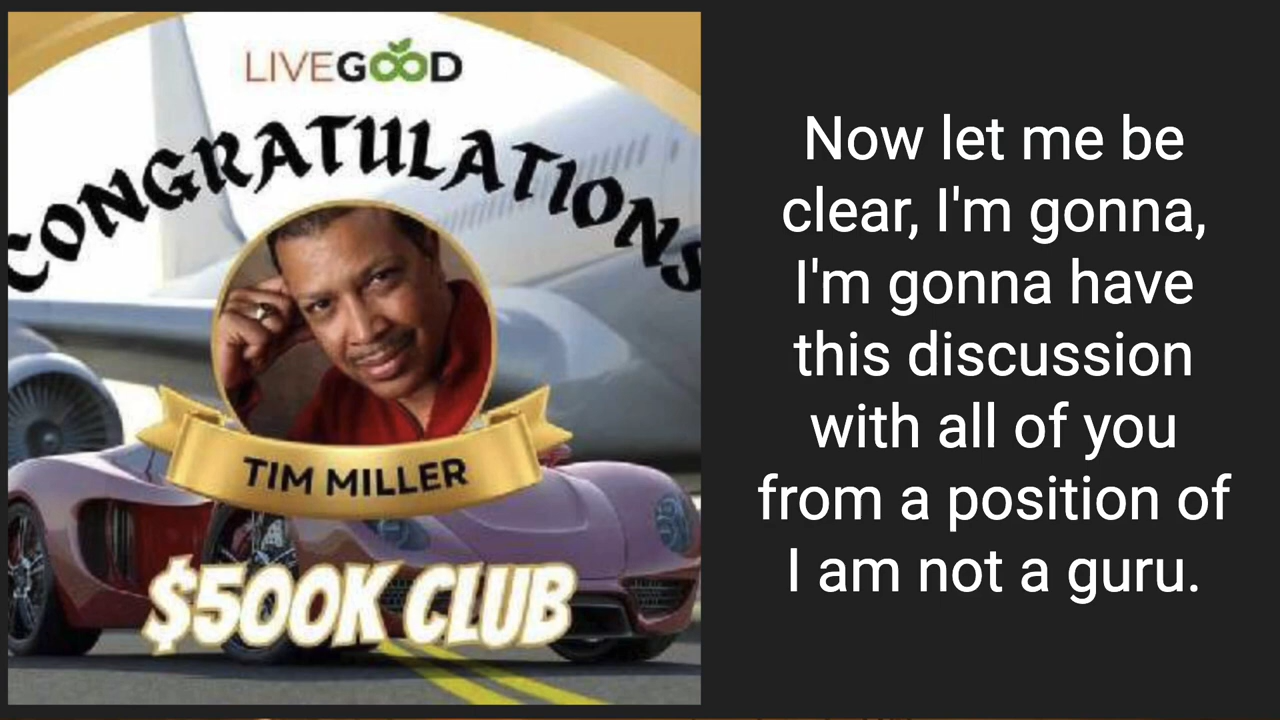 LIVEGOOD
CONGRATULATIONS
TIM MILLER
$500K CLUB
Now let me be
clear, I'm gonna,
I'm gonna have
this discussion
with all of you
from a position of
I am not a guru.